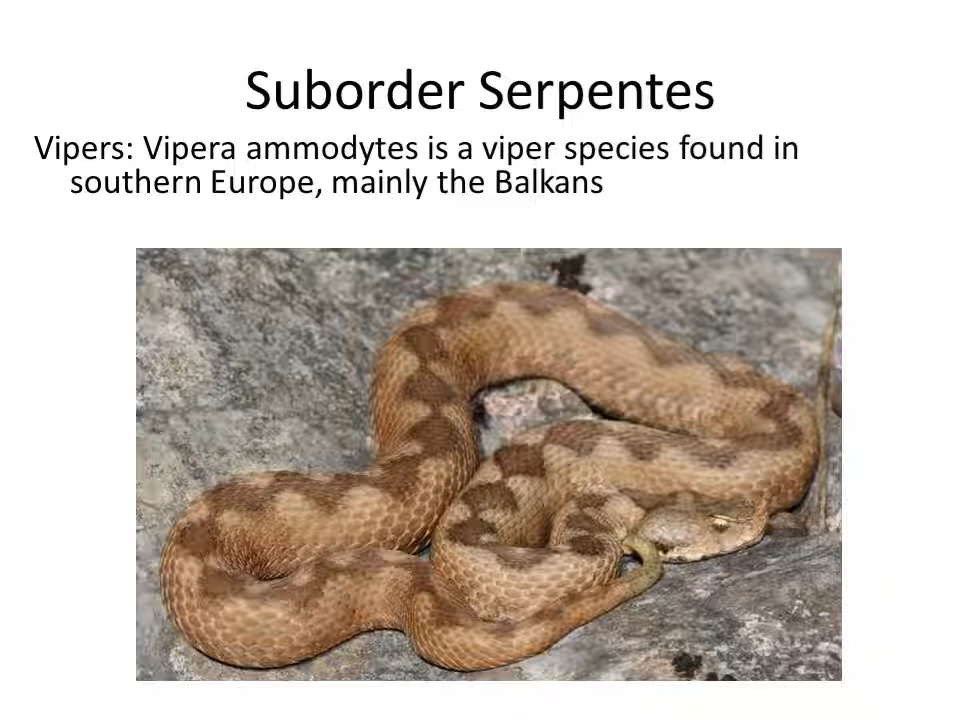 Suborder Serpentes
Vipers: Vipera ammodytes is a viper species found in
southern Europe, mainly the Balkans